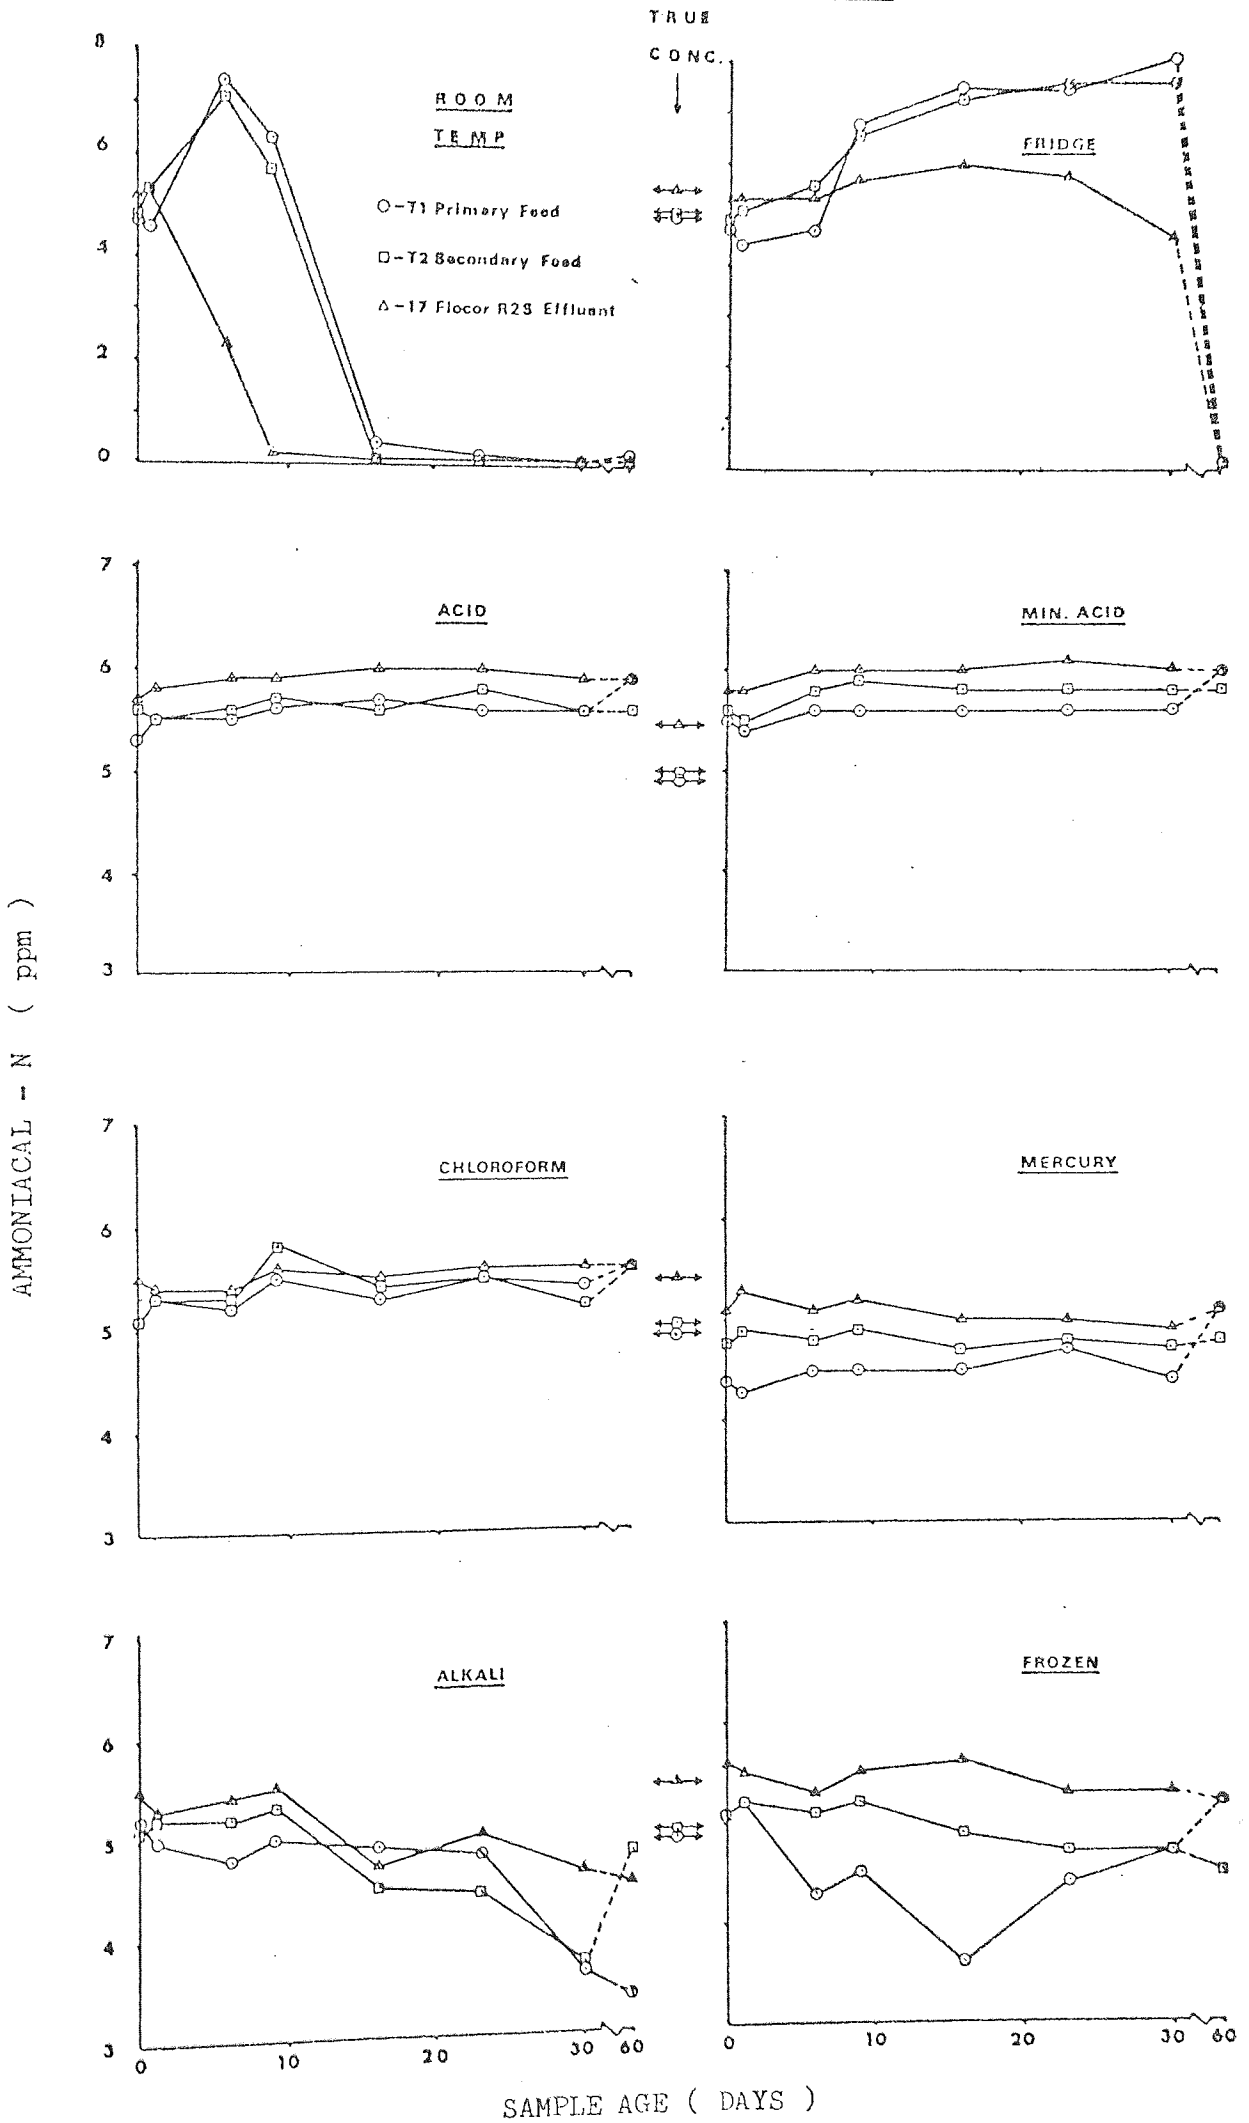 TRUE
CONC.
8
6
4
2
0
ROOM
TEMP
O-T1 Primary Feed
□-T2 Secondary Feed
△-17 Flocor R2S Effluent
FRIDGE
7
6
5
4
3
ACID
MIN. ACID
AMMONIACAL - N ( ppm )
7
6
5
4
3
CHLOROFORM
MERCURY
7
6
5
4
3
ALKALI
FROZEN
0 10 20 30 60
0 10 20 30 60
SAMPLE AGE ( DAYS )